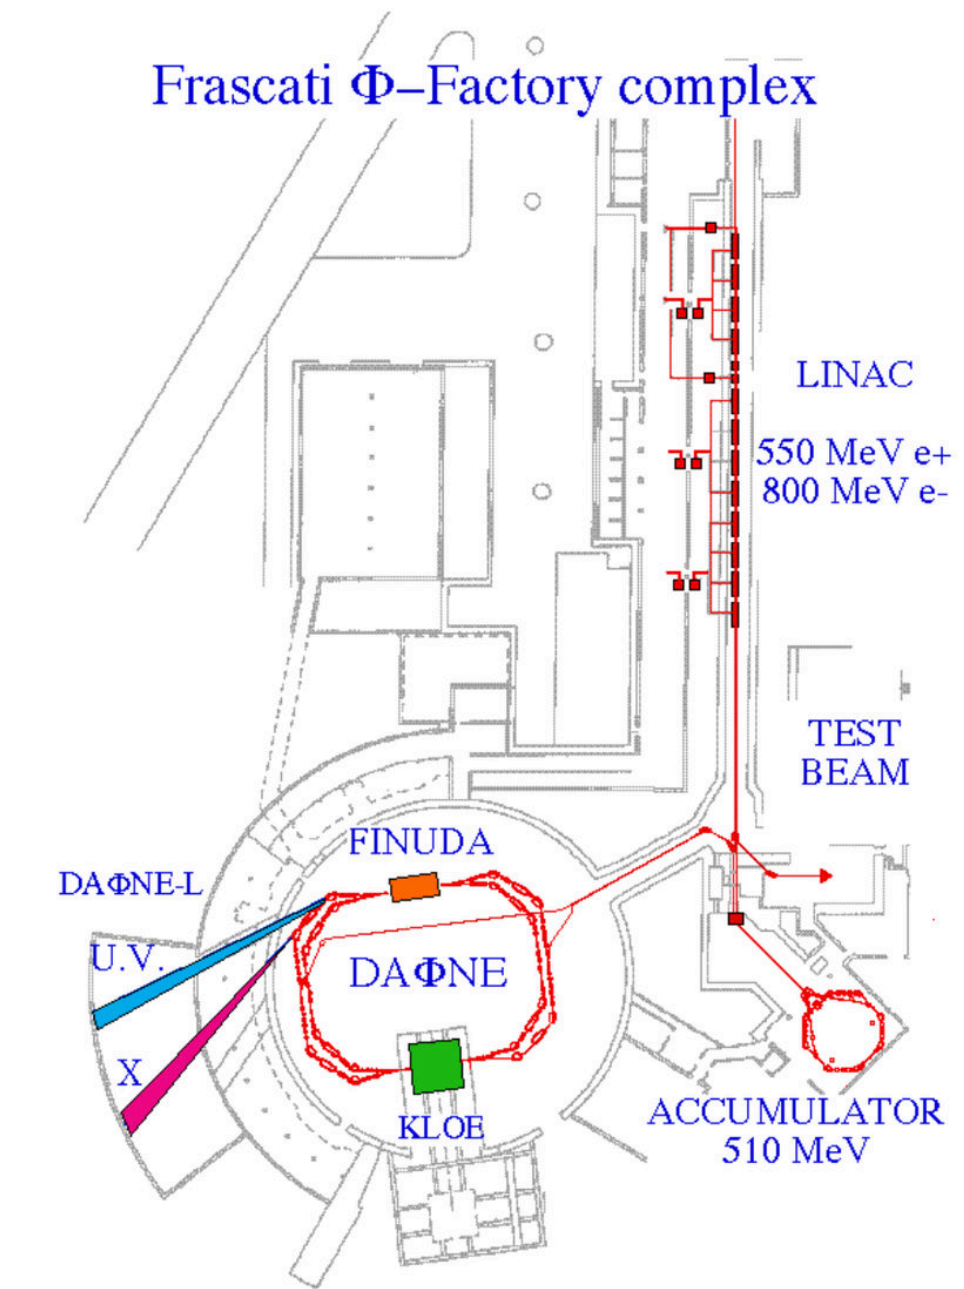 Frascati Φ–Factory complex
LINAC
550 MeV e+
800 MeV e-
TEST
BEAM
FINUDA
DAΦNE-L
U.V.
DAΦNE
X
KLOE
ACCUMULATOR
510 MeV